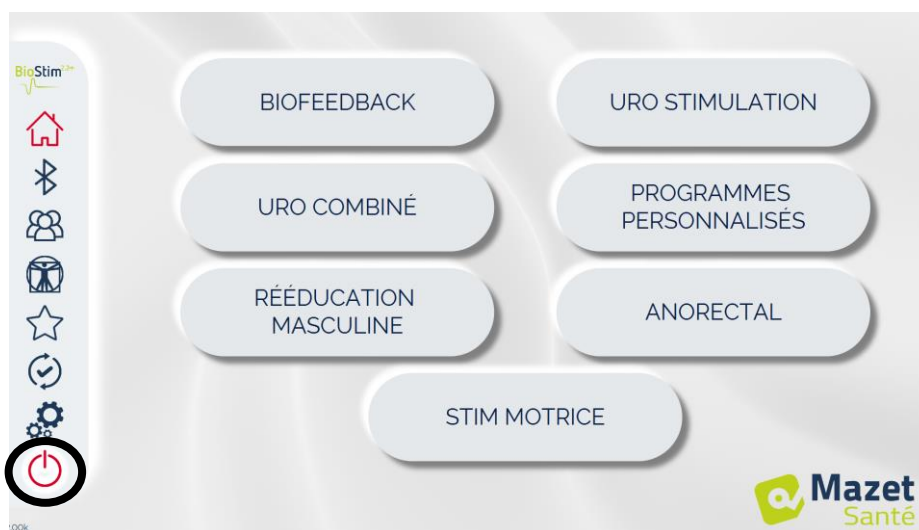 BioStim
BIOFEEDBACK
URO STIMULATION
URO COMBINÉ
PROGRAMMES
PERSONNALISÉS
RÉÉDUCATION
MASCULINE
ANORECTAL
STIM MOTRICE
Mazet
Santé